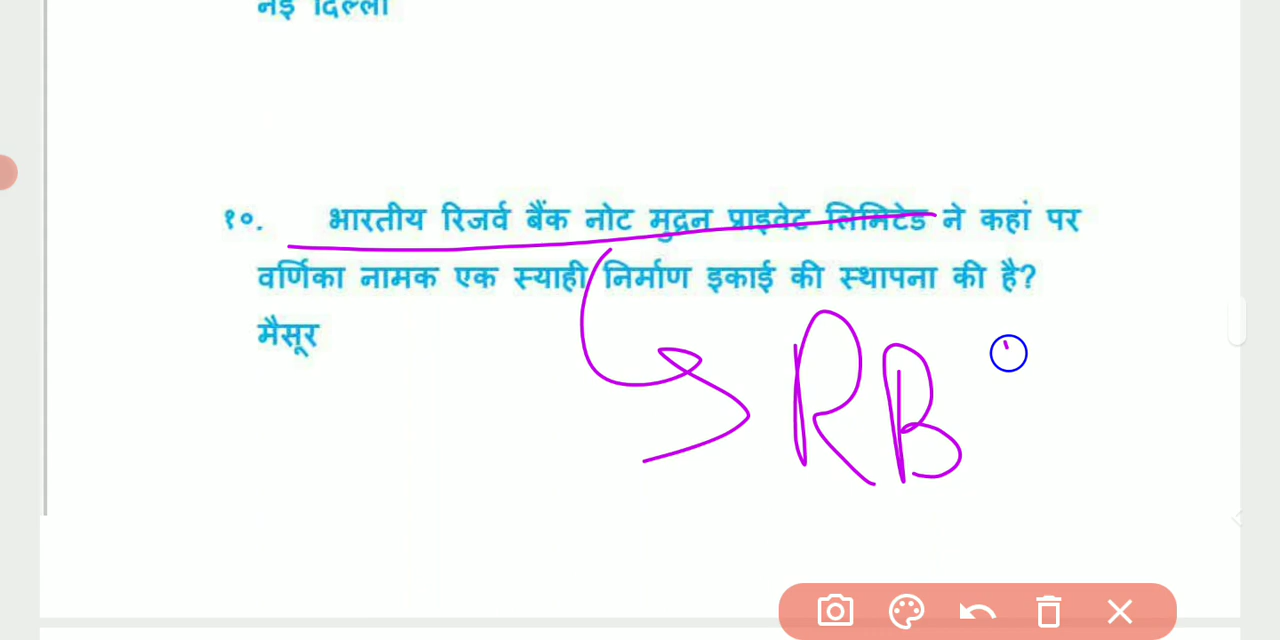 नई दिल्ली
१०. भारतीय रिजर्व बैंक नोट मुद्रन प्राइवेट लिमिटेड ने कहां पर
वर्णिका नामक एक स्याही निर्माण इकाई की स्थापना की है?
मैसूर
RB